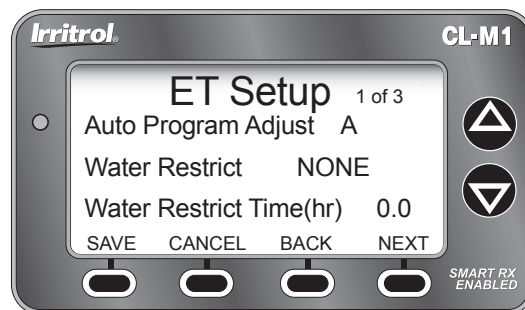 Irritrol®
CL-M1
ET Setup 1 of 3
Auto Program Adjust A
Water Restrict NONE
Water Restrict Time(hr) 0.0
SAVE CANCEL BACK NEXT
SMART RX
ENABLED